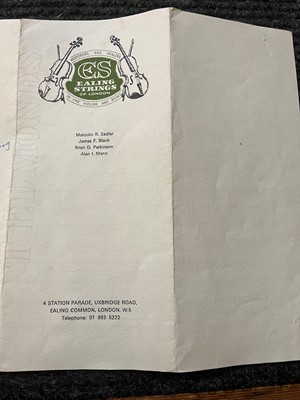 REPAIRERS AND DEALERS
ES
EALING
STRINGS
OF LONDON
IN FINE VIOLINS AND BOWS
Malcolm R. Sadler
James F. Black
Brian D. Parkinson
Alan I. Mann
4 STATION PARADE, UXBRIDGE ROAD,
EALING COMMON, LONDON, W.5
Telephone: 01 992 5222